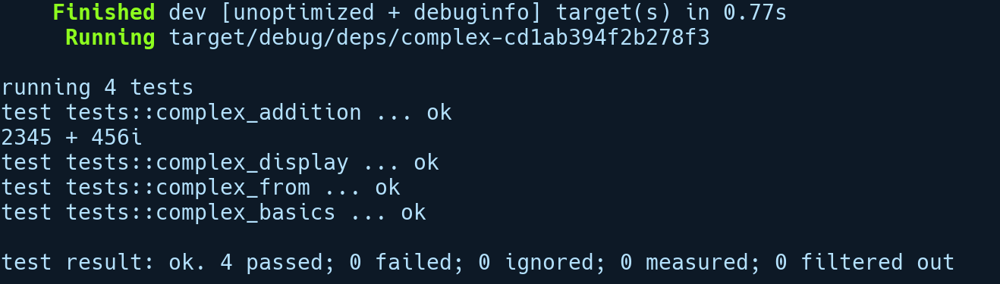 Finished dev [unoptimized + debuginfo] target(s) in 0.77s
Running target/debug/deps/complex-cd1ab394f2b278f3
running 4 tests
test tests::complex_addition ... ok
2345 + 456i
test tests::complex_display ... ok
test tests::complex_from ... ok
test tests::complex_basics ... ok
test result: ok. 4 passed; 0 failed; 0 ignored; 0 measured; 0 filtered out